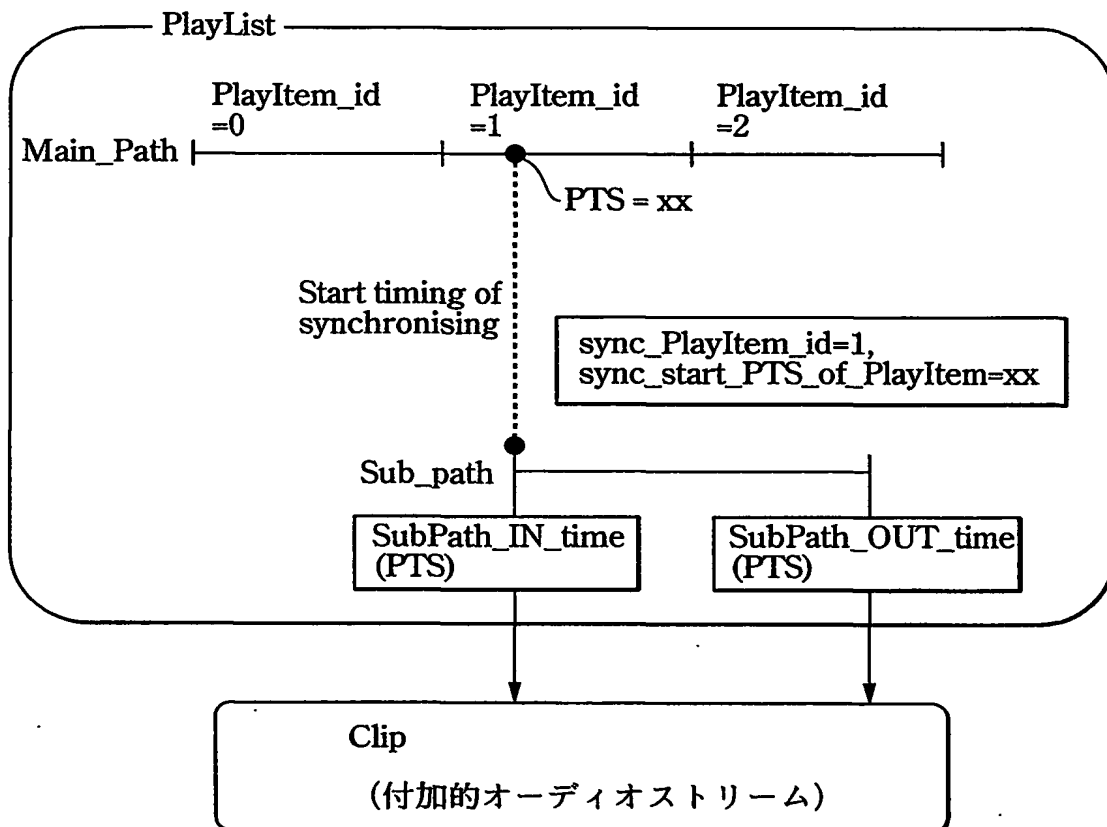 PlayList
PlayItem_id
=0
PlayItem_id
=1
PlayItem_id
=2
Main_Path
PTS = xx
Start timing of
synchronising
sync_PlayItem_id=1,
sync_start_PTS_of_PlayItem=xx
Sub_path
SubPath_IN_time
(PTS)
SubPath_OUT_time
(PTS)
Clip
(付加的オーディオストリーム)